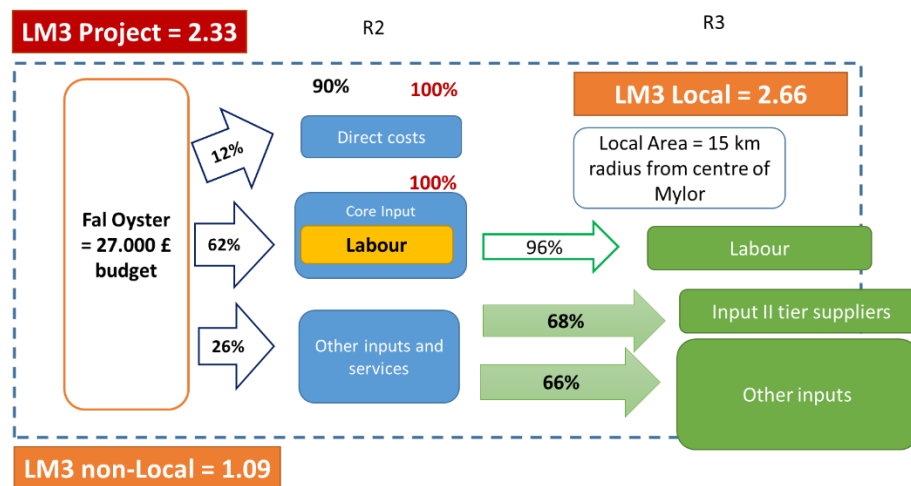 LM3 Project = 2.33
R2
R3
90%
100%
LM3 Local = 2.66
Direct costs
12%
Local Area = 15 km
radius from centre of
Mylor
100%
Core Input
Fal Oyster
= 27.000 £
budget
62%
Labour
96%
Labour
26%
Other inputs and
services
68%
Input II tier suppliers
66%
Other inputs
LM3 non-Local = 1.09